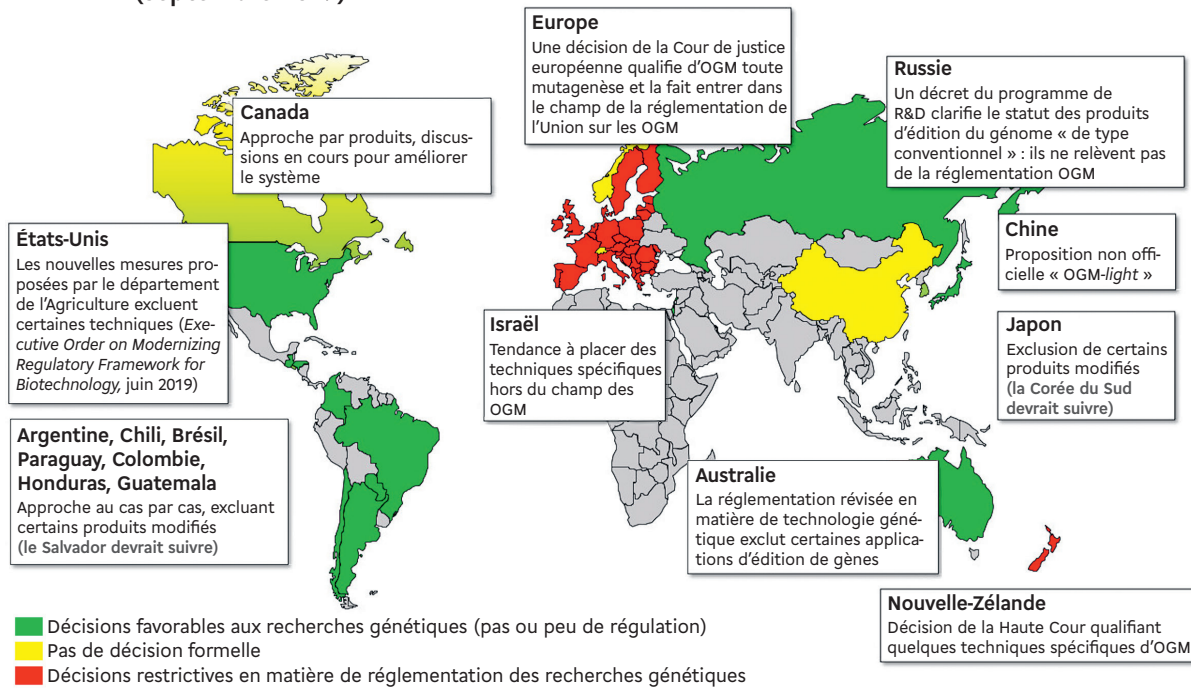 Europe
Une décision de la Cour de justice
européenne qualifie d'OGM toute
mutagenèse et la fait entrer dans
le champ de la réglementation de
l'Union sur les OGM
Russie
Un décret du programme de
R&D clarifie le statut des produits
d'édition du génome « de type
conventionnel » : ils ne relèvent pas
de la réglementation OGM
Canada
Approche par produits, discus-
sions en cours pour améliorer
le système
États-Unis
Les nouvelles mesures pro-
posées par le département
de l'Agriculture excluent
certaines techniques (Exe-
cutive Order on Modernizing
Regulatory Framework for
Biotechnology, juin 2019)
Chine
Proposition non offi-
cielle « OGM-light »
Israël
Tendance à placer des
techniques spécifiques
hors du champ des
OGM
Japon
Exclusion de certains
produits modifiés
(la Corée du Sud
devrait suivre)
Argentine, Chili, Brésil,
Paraguay, Colombie,
Honduras, Guatemala
Approche au cas par cas, excluant
certains produits modifiés
(le Salvador devrait suivre)
Australie
La réglementation révisée en
matière de technologie géné-
tique exclut certaines applica-
tions d'édition de gènes
Nouvelle-Zélande
Décision de la Haute Cour qualifiant
quelques techniques spécifiques d'OGM
Décisions favorables aux recherches génétiques (pas ou peu de régulation)
Pas de décision formelle
Décisions restrictives en matière de réglementation des recherches génétiques